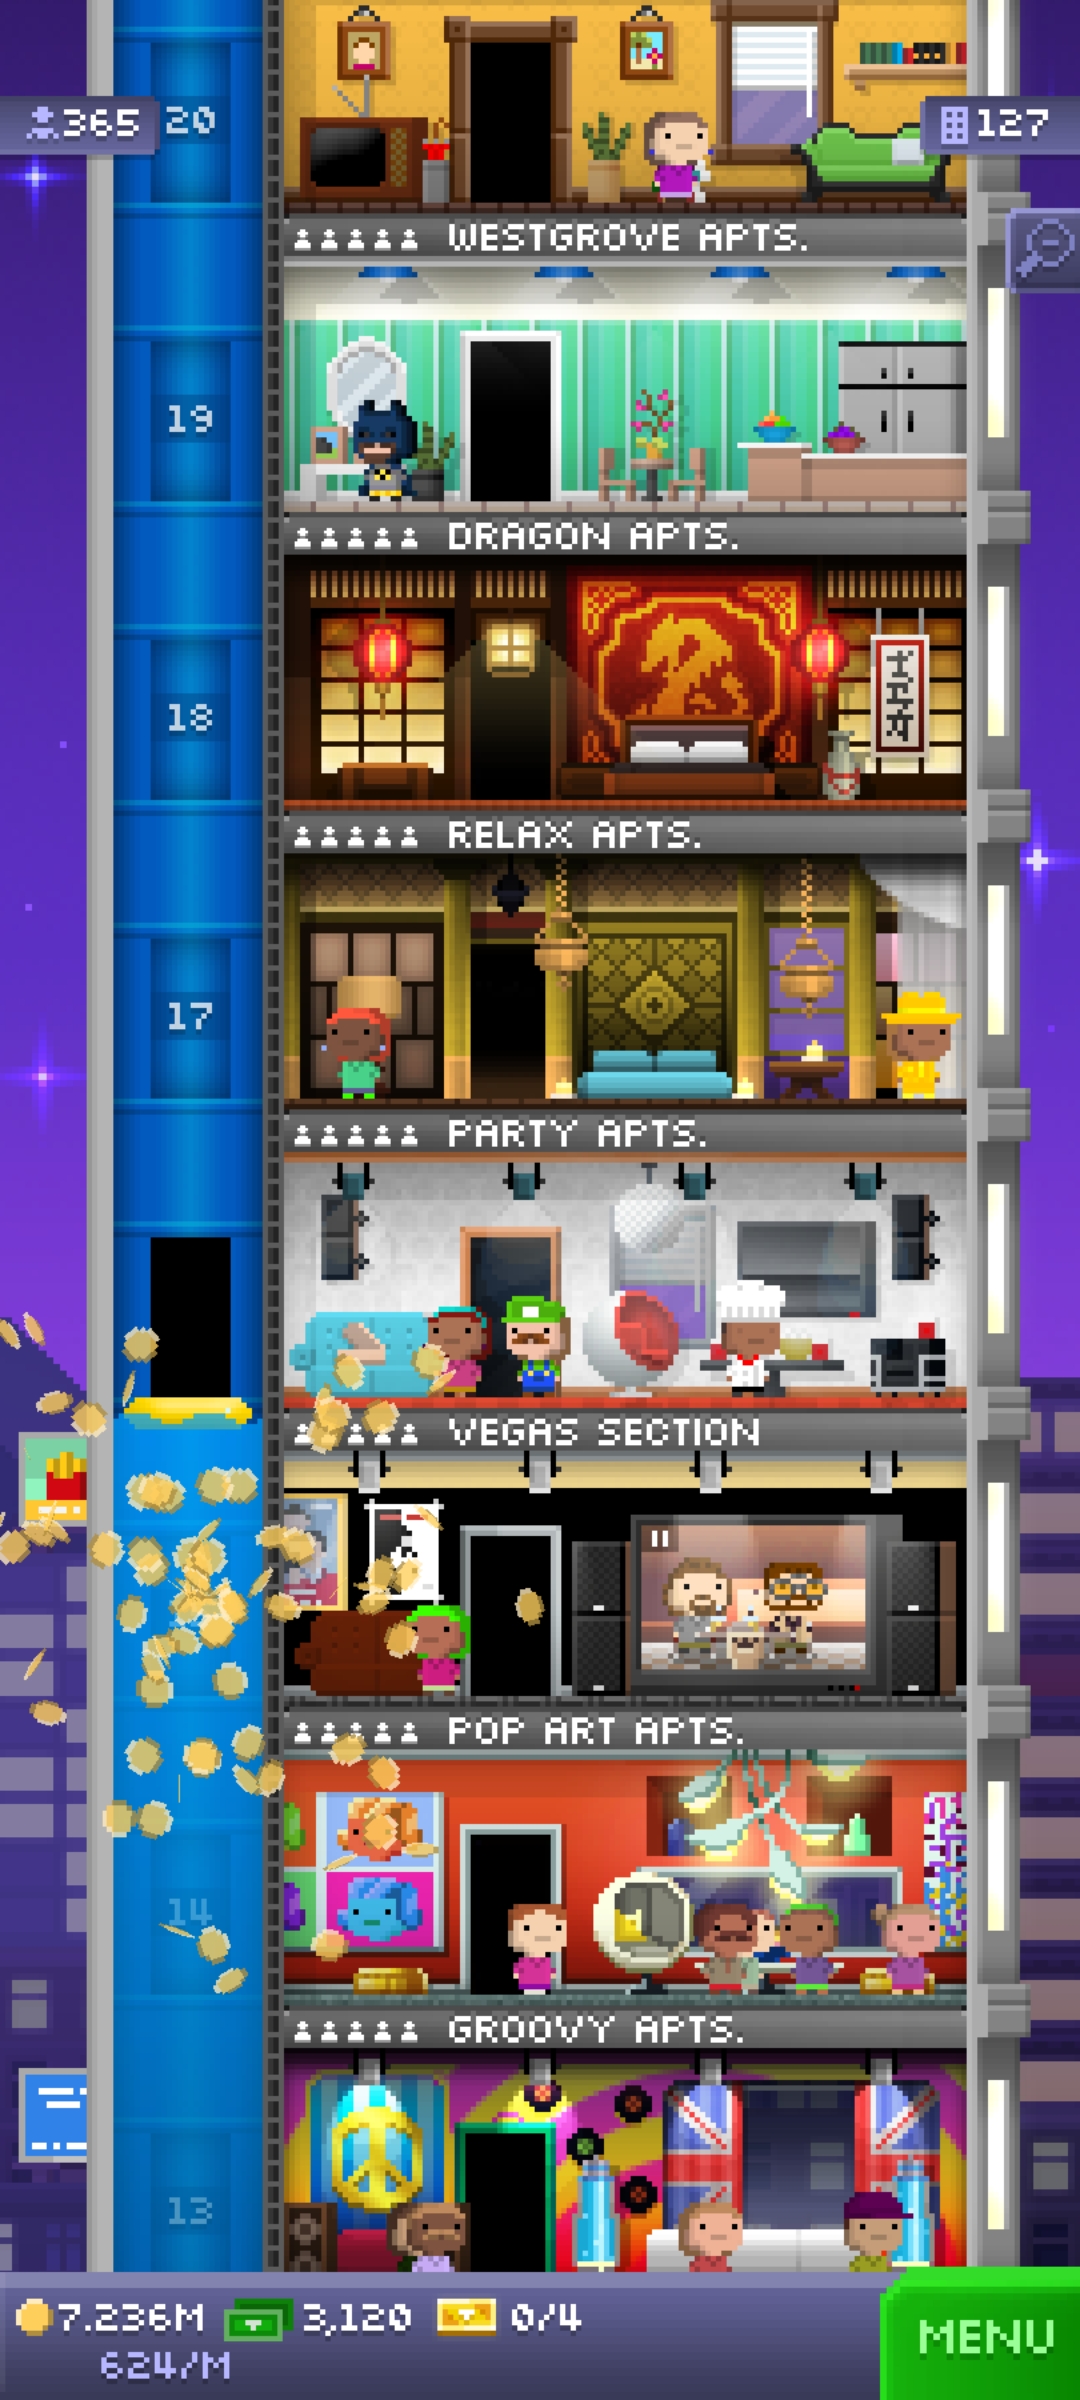 365
20
127
WESTGROVE APTS.
19
DRAGON APTS.
18
RELAX APTS.
17
PARTY APTS.
VEGAS SECTION
POP ART APTS.
14
GROOVY APTS.
13
7.236M
3,120
0/4
MENU
624/M